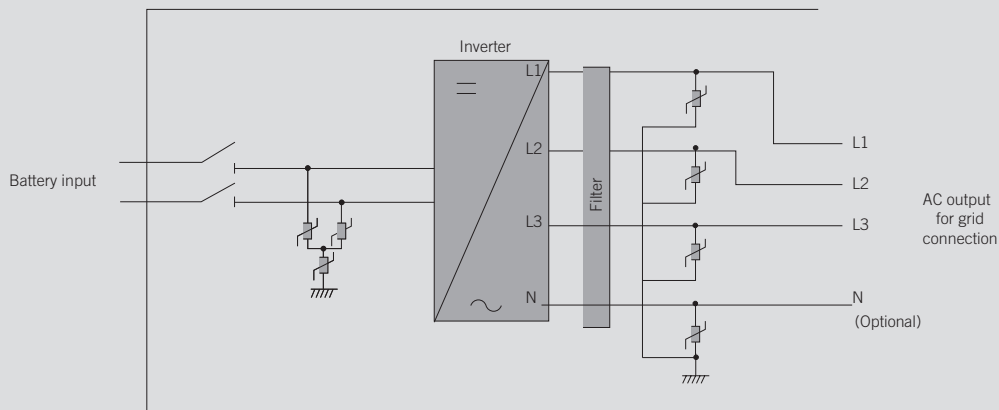 Inverter
L1
L2
L3
N
Filter
Battery input
L1
L2
L3
N
(Optional)
AC output
for grid
connection